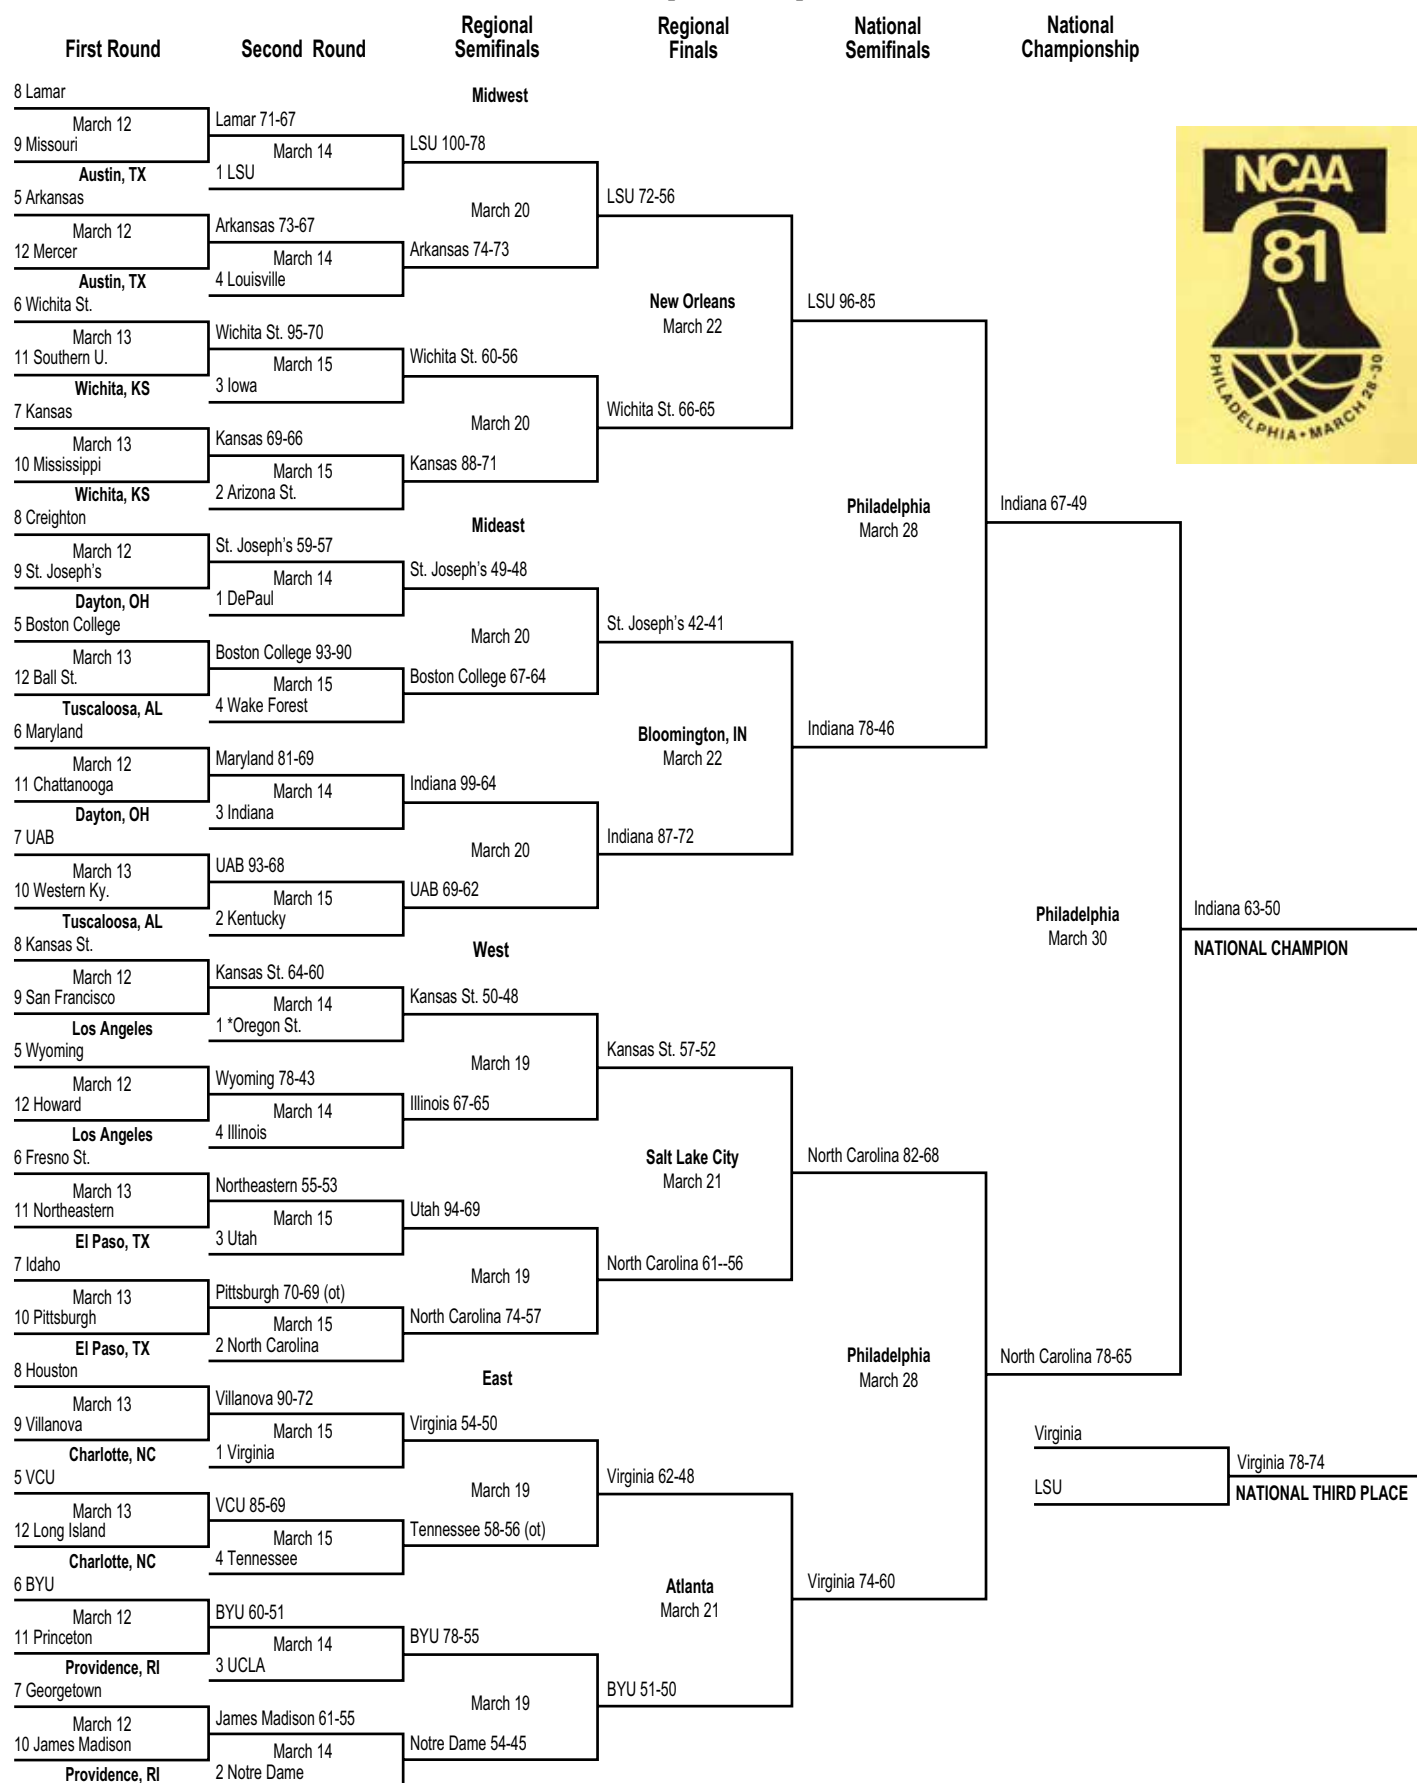 Regional
Semifinals
Regional
Finals
National
Semifinals
National
Championship
First Round
Second Round
8 Lamar
March 12
9 Missouri
Austin, TX
5 Arkansas
March 12
12 Mercer
Austin, TX
6 Wichita St.
March 13
11 Southern U.
Wichita, KS
7 Kansas
March 13
10 Mississippi
Wichita, KS
8 Creighton
March 12
9 St. Joseph's
Dayton, OH
5 Boston College
March 13
12 Ball St.
Tuscaloosa, AL
6 Maryland
March 12
11 Chattanooga
Dayton, OH
7 UAB
March 13
10 Western Ky.
Tuscaloosa, AL
8 Kansas St.
March 12
9 San Francisco
Los Angeles
5 Wyoming
March 12
12 Howard
Los Angeles
6 Fresno St.
March 13
11 Northeastern
El Paso, TX
7 Idaho
March 13
10 Pittsburgh
El Paso, TX
8 Houston
March 13
9 Villanova
Charlotte, NC
5 VCU
March 13
12 Long Island
Charlotte, NC
6 BYU
March 12
11 Princeton
Providence, RI
7 Georgetown
March 12
10 James Madison
Providence, RI
Lamar 71-67
March 14
1 LSU
Arkansas 73-67
March 14
4 Louisville
Wichita St. 95-70
March 15
3 Iowa
Kansas 69-66
March 15
2 Arizona St.
St. Joseph's 59-57
March 14
1 DePaul
Boston College 93-90
March 15
4 Wake Forest
Maryland 81-69
March 14
3 Indiana
UAB 93-68
March 15
2 Kentucky
Kansas St. 64-60
March 14
1 *Oregon St.
Wyoming 78-43
March 14
4 Illinois
Northeastern 55-53
March 15
3 Utah
Pittsburgh 70-69 (ot)
March 15
2 North Carolina
Villanova 90-72
March 15
1 Virginia
VCU 85-69
March 15
4 Tennessee
BYU 60-51
March 14
3 UCLA
James Madison 61-55
March 14
2 Notre Dame
Midwest
LSU 100-78
March 20
Arkansas 74-73
Wichita St. 60-56
March 20
Kansas 88-71
Mideast
St. Joseph's 49-48
March 20
Boston College 67-64
Indiana 99-64
March 20
UAB 69-62
West
Kansas St. 50-48
March 19
Illinois 67-65
Utah 94-69
March 19
North Carolina 74-57
East
Virginia 54-50
March 19
Tennessee 58-56 (ot)
BYU 78-55
March 19
Notre Dame 54-45
LSU 72-56
New Orleans
March 22
Wichita St. 66-65
St. Joseph's 42-41
Bloomington, IN
March 22
Indiana 87-72
Kansas St. 57-52
Salt Lake City
March 21
North Carolina 61--56
Virginia 62-48
Atlanta
March 21
BYU 51-50
LSU 96-85
Philadelphia
March 28
Indiana 78-46
North Carolina 82-68
Philadelphia
March 28
Virginia 74-60
Indiana 67-49
Philadelphia
March 30
North Carolina 78-65
Indiana 63-50
NATIONAL CHAMPION
Virginia
LSU
Virginia 78-74
NATIONAL THIRD PLACE
NCAA
81
PHILADELPHIA • MARCH 28-30